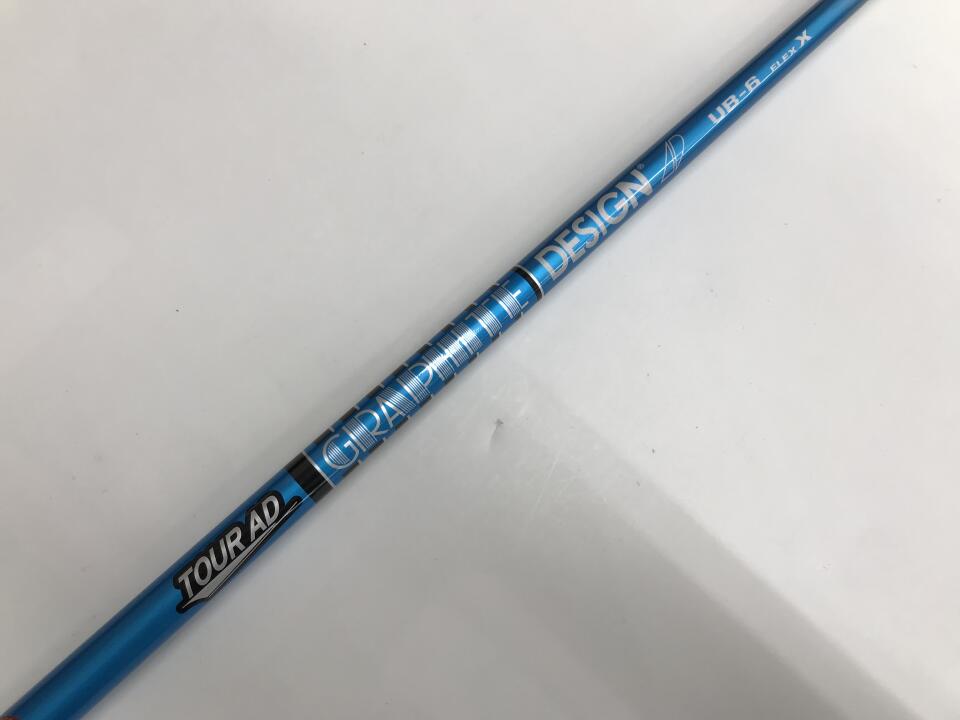 TOUR AD
GRAPHITE
DESIGN®
UB-6 FLEX X